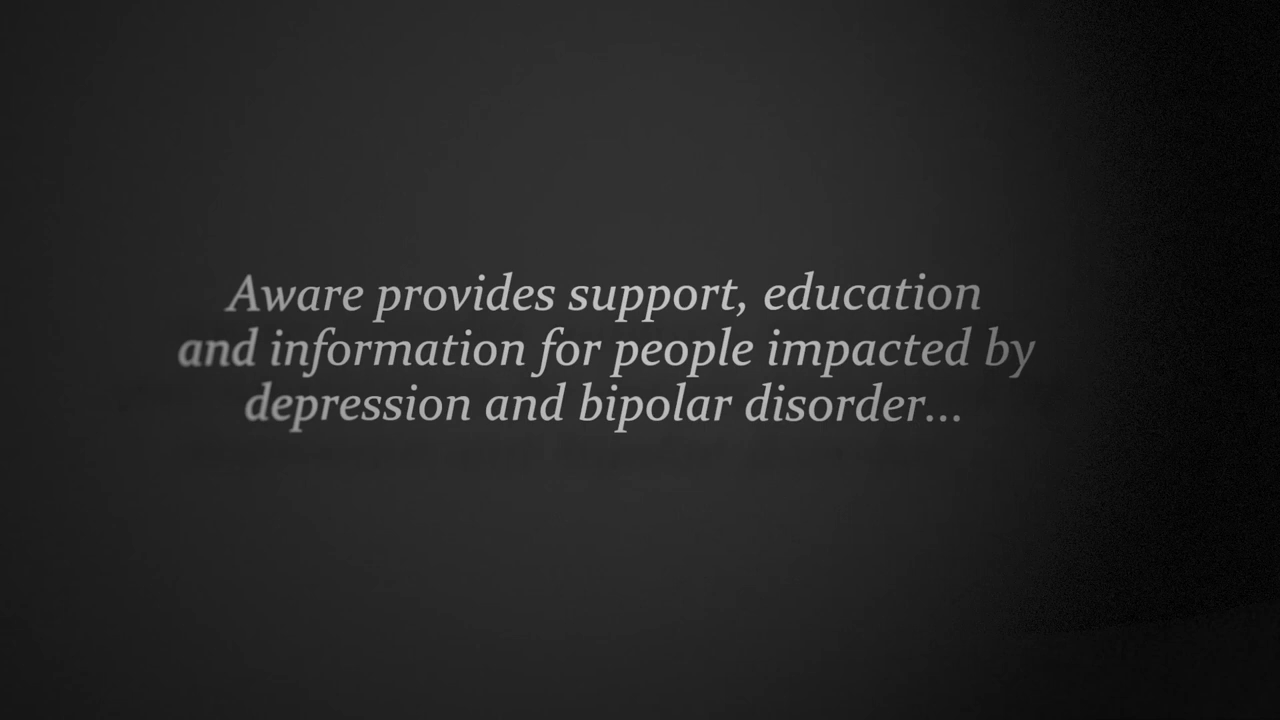 Aware provides support, education
and information for people impacted by
depression and bipolar disorder...